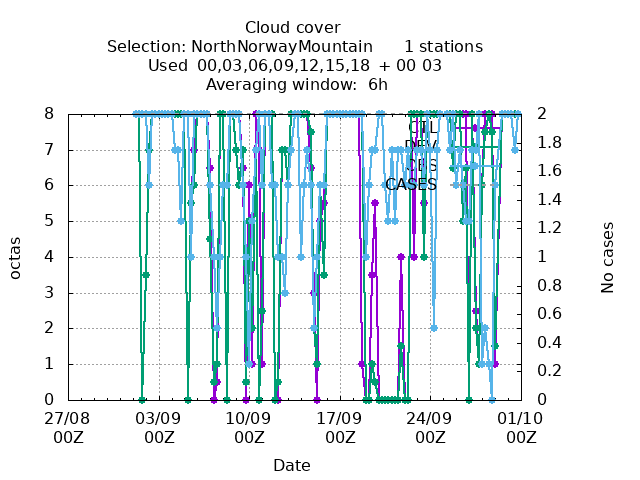 Cloud cover
Selection: NorthNorwayMountain 1 stations
Used 00,03,06,09,12,15,18 + 00 03
Averaging window: 6h
8 2
7 1.8
6 1.6
5 1.4
4 1.2
3 1
2 0.8
1 0.6
0 0.4
0.2
0
octas
No cases
CTL
DEV
OBS
CASES
27/08 03/09 10/09 17/09 24/09 01/10
00Z 00Z 00Z 00Z 00Z 00Z
Date